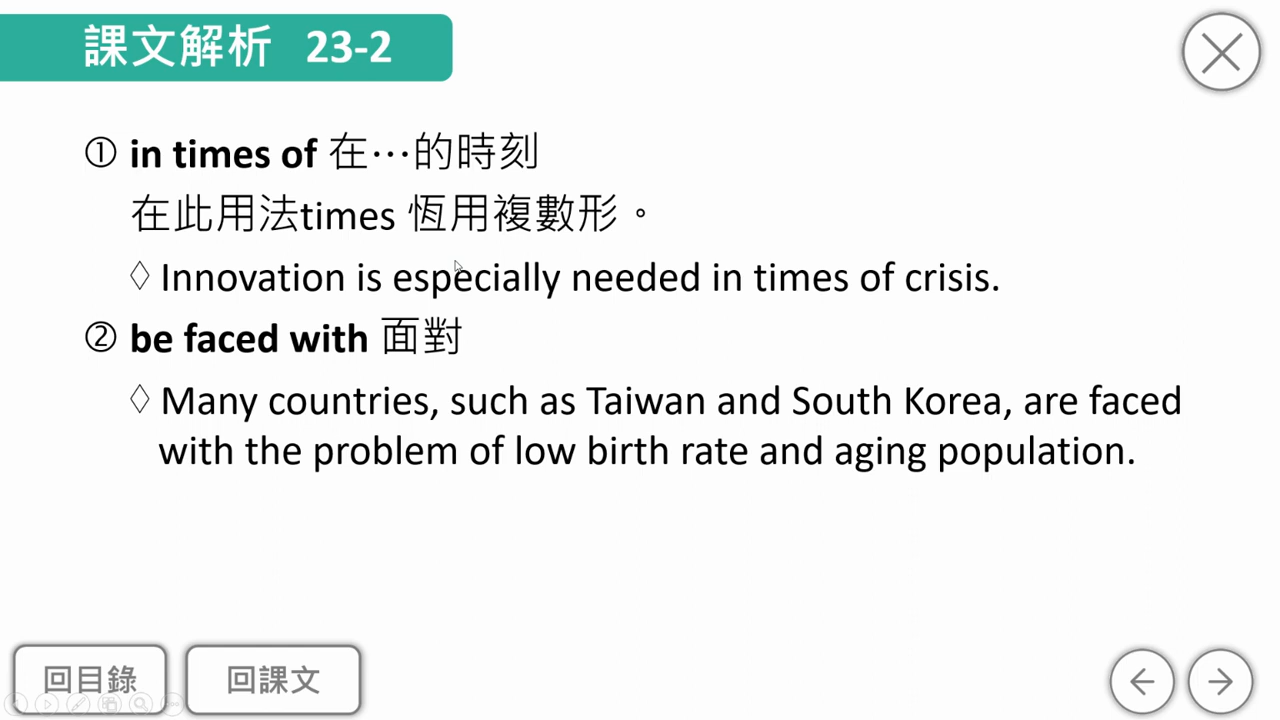 課文解析 23-2
① in times of 在…的時刻
在此用法times 恆用複數形。
◇ Innovation is especially needed in times of crisis.
② be faced with 面對
◇ Many countries, such as Taiwan and South Korea, are faced
with the problem of low birth rate and aging population.
回目錄 回課文